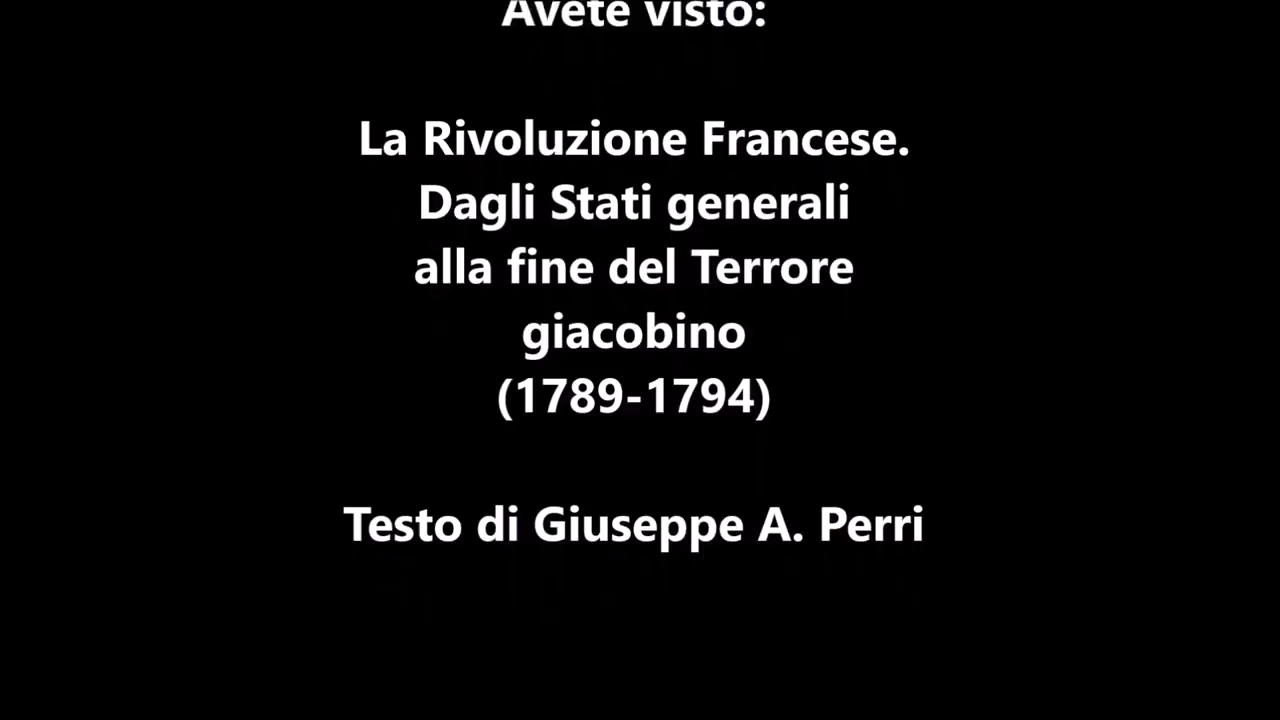 Avete visto:
La Rivoluzione Francese.
Dagli Stati generali
alla fine del Terrore
giacobino
(1789-1794)
Testo di Giuseppe A. Perri